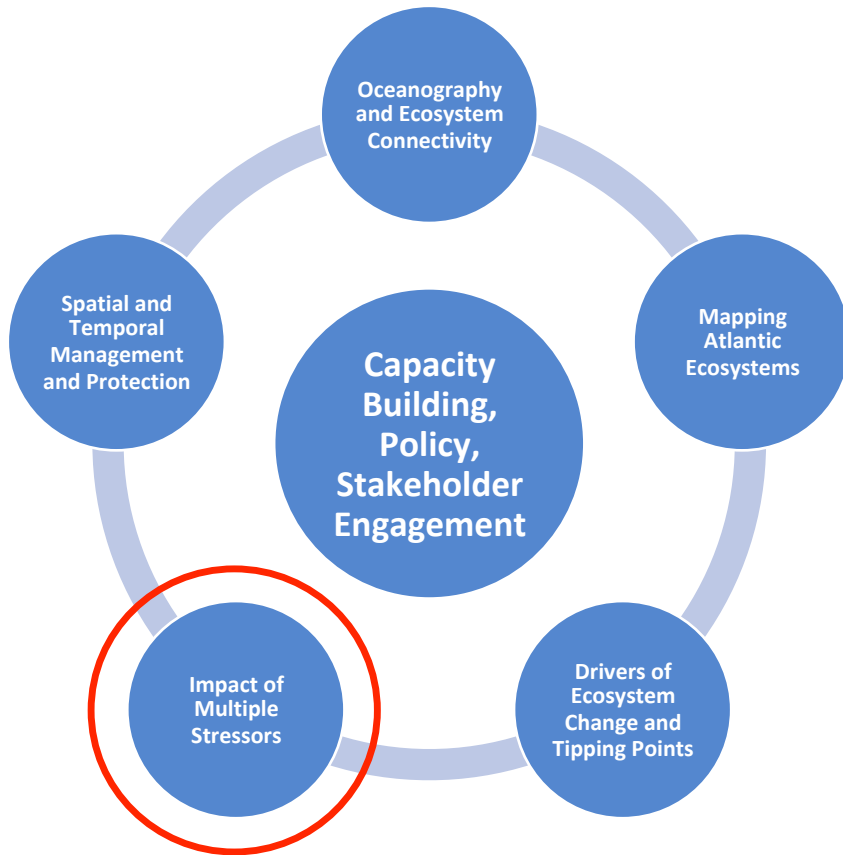 Oceanography
and Ecosystem
Connectivity
Spatial and
Temporal
Management
and Protection
Mapping
Atlantic
Ecosystems
Capacity
Building,
Policy,
Stakeholder
Engagement
Impact of
Multiple
Stressors
Drivers of
Ecosystem
Change and
Tipping Points